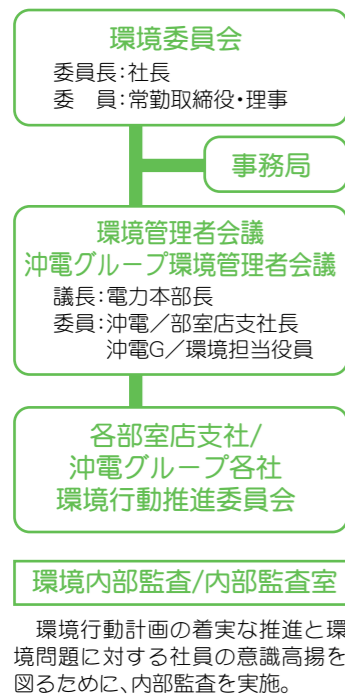 環境委員会
委員長:社長
委　員:常勤取締役・理事
事務局
環境管理者会議
沖電グループ環境管理者会議
議長:電力本部長
委員:沖電／部室店支社長
沖電G／環境担当役員
各部室店支社/
沖電グループ各社
環境行動推進委員会
環境内部監査/内部監査室
環境行動計画の着実な推進と環
境問題に対する社員の意識高揚を
図るために、内部監査を実施。